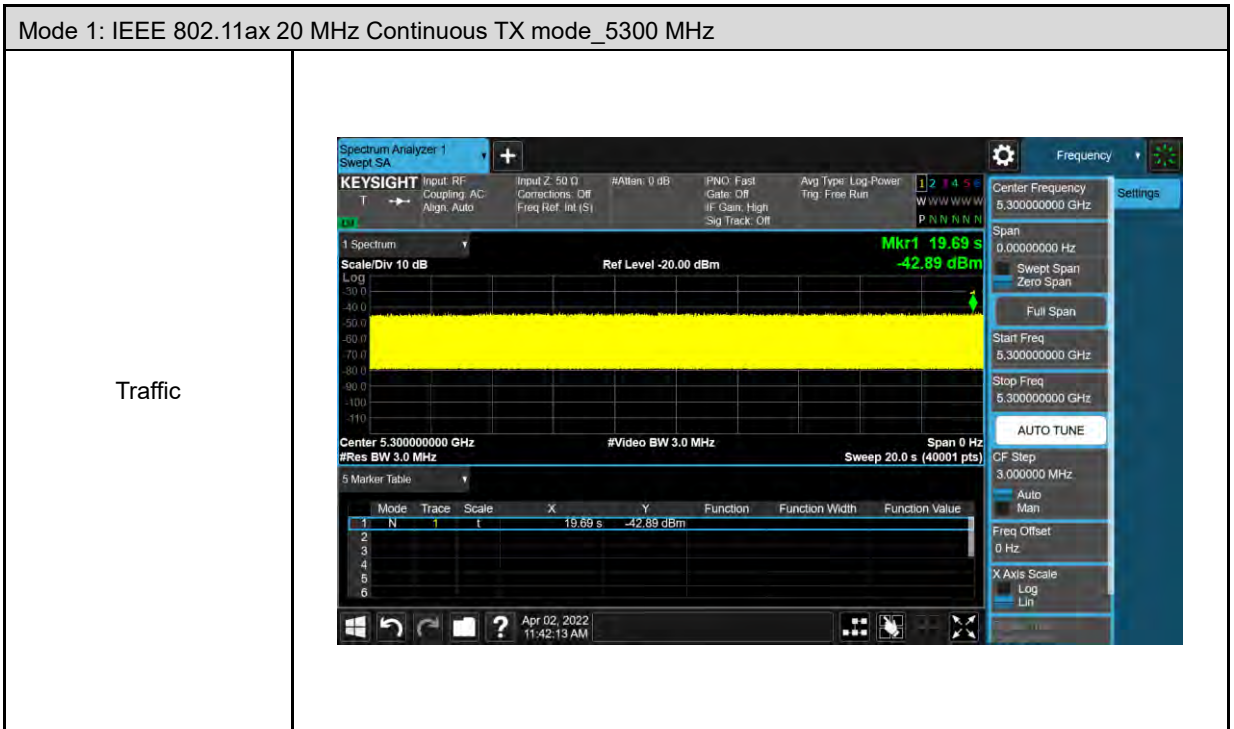 Mode 1: IEEE 802.11ax 20 MHz Continuous TX mode_5300 MHz
Traffic
Spectrum Analyzer 1
Swept SA
+
Frequency
KEYSIGHT
T
Input: RF
Coupling: AC
Align: Auto
Input Z: 50 Ω
Corrections: Off
Freq Ref: Int (S)
#Atten: 0 dB
PNO: Fast
Gate: Off
IF Gain: High
Sig Track: Off
Avg Type: Log-Power
Trig: Free Run
1 2 3 4 5 6
W W W W W W
P N N N N N
1 Spectrum
Scale/Div 10 dB
Ref Level -20.00 dBm
Mkr1 19.69 s
-42.89 dBm
Log
-30.0
-40.0
-50.0
-60.0
-70.0
-80.0
-90.0
-100
-110
Center 5.300000000 GHz
#Video BW 3.0 MHz
Span 0 Hz
#Res BW 3.0 MHz
Sweep 20.0 s (40001 pts)
5 Marker Table
Mode Trace Scale X Y Function Function Width Function Value
1 N 1 t 19.69 s -42.89 dBm
2
3
4
5
6
?
Apr 02, 2022
11:42:13 AM
Center Frequency
5.300000000 GHz
Settings
Span
0.00000000 Hz
Swept Span
Zero Span
Full Span
Start Freq
5.300000000 GHz
Stop Freq
5.300000000 GHz
AUTO TUNE
CF Step
3.000000 MHz
Auto
Man
Freq Offset
0 Hz
X Axis Scale
Log
Lin